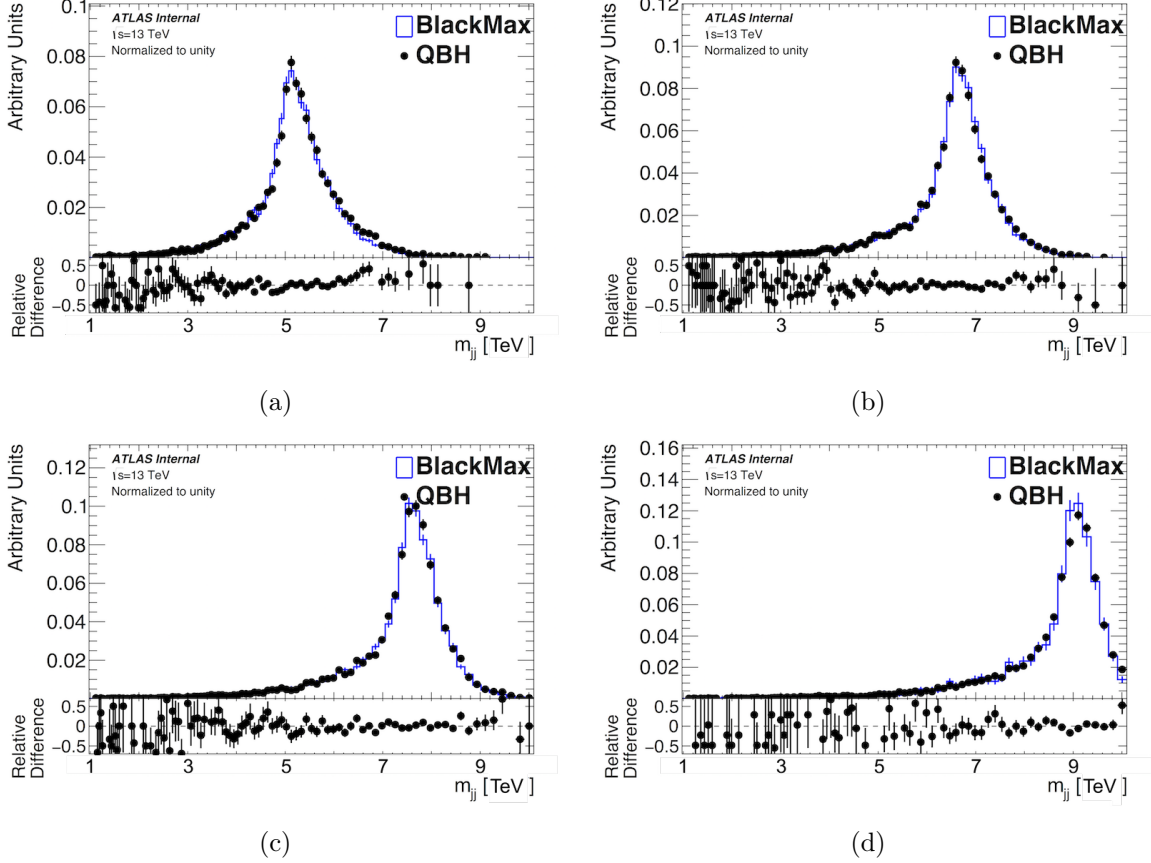 ATLAS Internal
√s=13 TeV
Normalized to unity
BlackMax
QBH
Arbitrary Units
0.1
0.08
0.06
0.04
0.02
Relative
Difference
0.5
0
−0.5
1 3 5 7 9
m_jj [TeV]
(a)
ATLAS Internal
√s=13 TeV
Normalized to unity
BlackMax
QBH
Arbitrary Units
0.12
0.1
0.08
0.06
0.04
0.02
Relative
Difference
0.5
0
−0.5
1 3 5 7 9
m_jj [TeV]
(b)
ATLAS Internal
√s=13 TeV
Normalized to unity
BlackMax
QBH
Arbitrary Units
0.12
0.1
0.08
0.06
0.04
0.02
Relative
Difference
0.5
0
−0.5
1 3 5 7 9
m_jj [TeV]
(c)
ATLAS Internal
√s=13 TeV
Normalized to unity
BlackMax
QBH
Arbitrary Units
0.16
0.14
0.12
0.1
0.08
0.06
0.04
0.02
Relative
Difference
0.5
0
−0.5
1 3 5 7 9
m_jj [TeV]
(d)